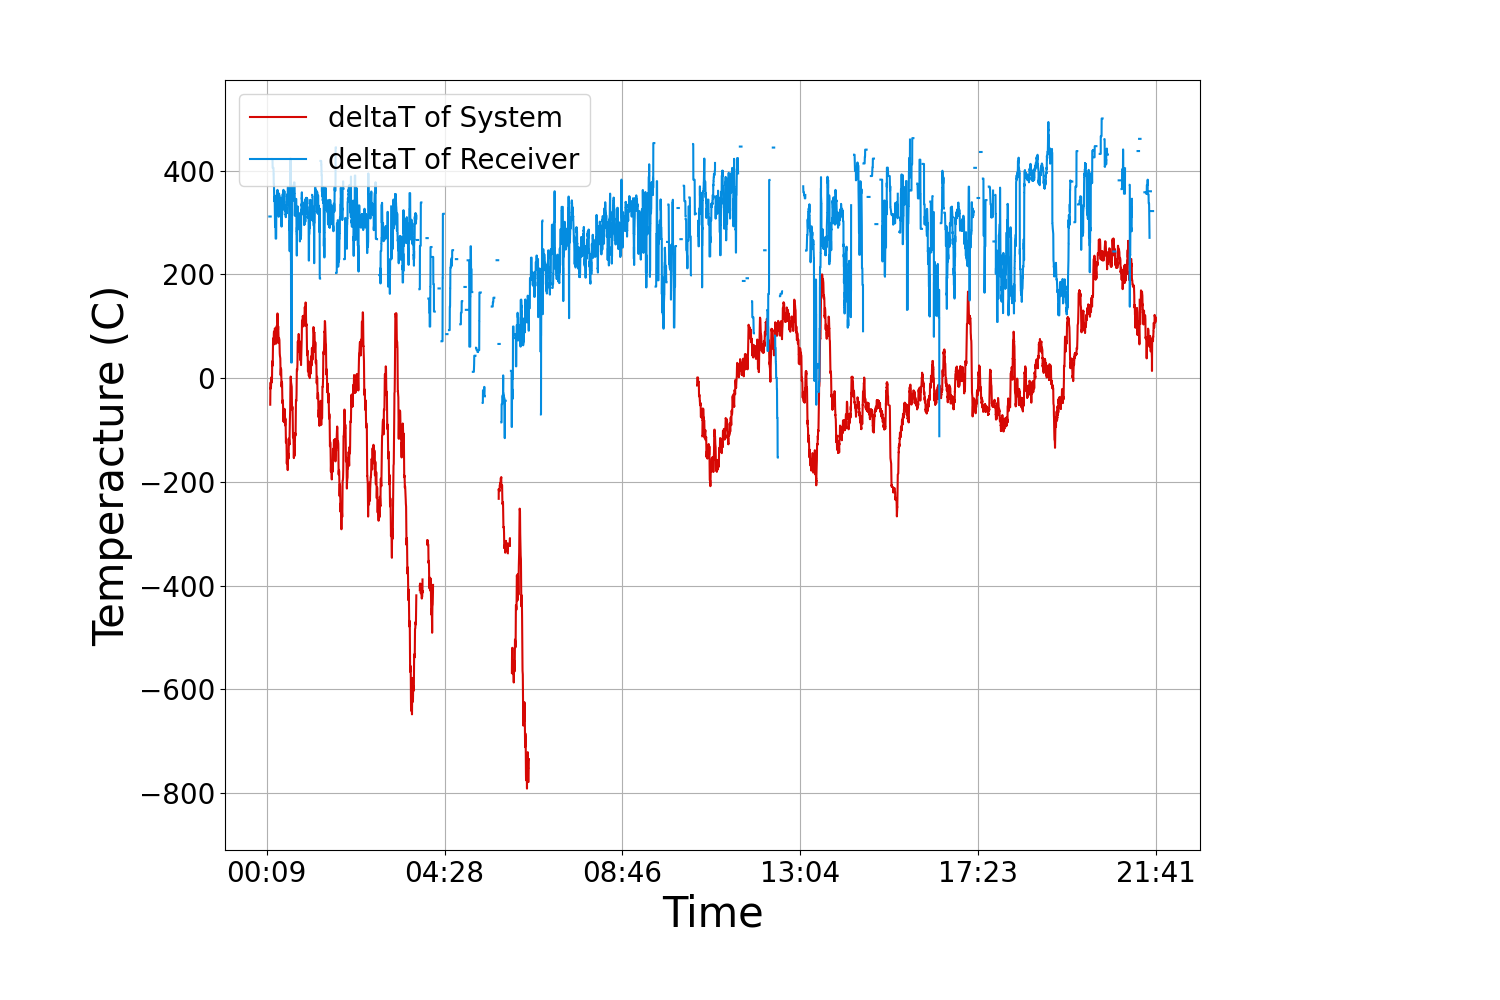 deltaT of System
deltaT of Receiver
400
200
0
−200
−400
−600
−800
Temperacture (C)
00:09 04:28 08:46 13:04 17:23 21:41
Time